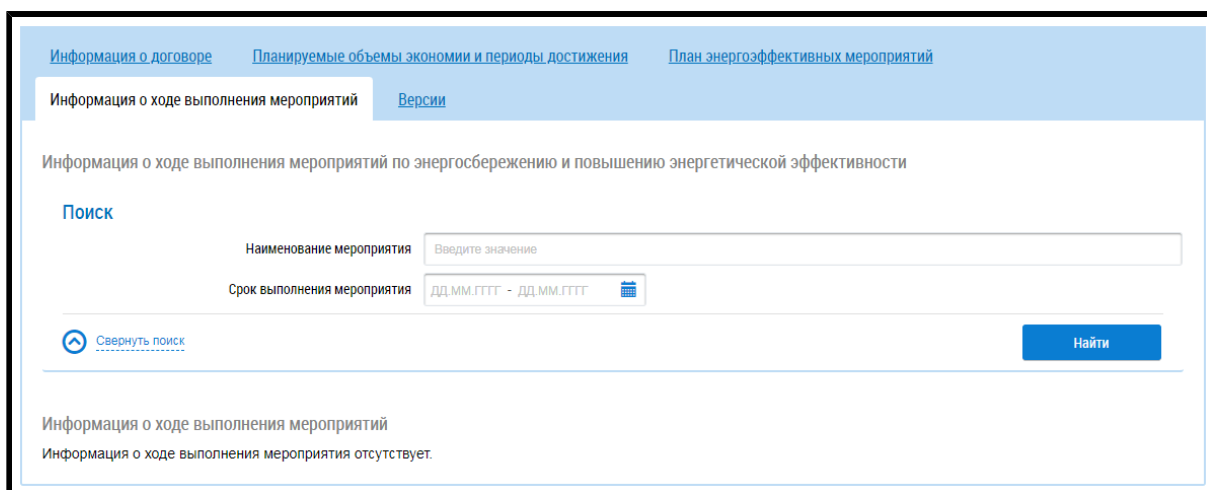 Информация о договоре Планируемые объемы экономии и периоды достижения План энергоэффективных мероприятий
Информация о ходе выполнения мероприятий Версии
Информация о ходе выполнения мероприятий по энергосбережению и повышению энергетической эффективности
Поиск
Наименование мероприятия Введите значение
Срок выполнения мероприятия ДД.ММ.ГГГГ - ДД.ММ.ГГГГ
Свернуть поиск Найти
Информация о ходе выполнения мероприятий
Информация о ходе выполнения мероприятия отсутствует.